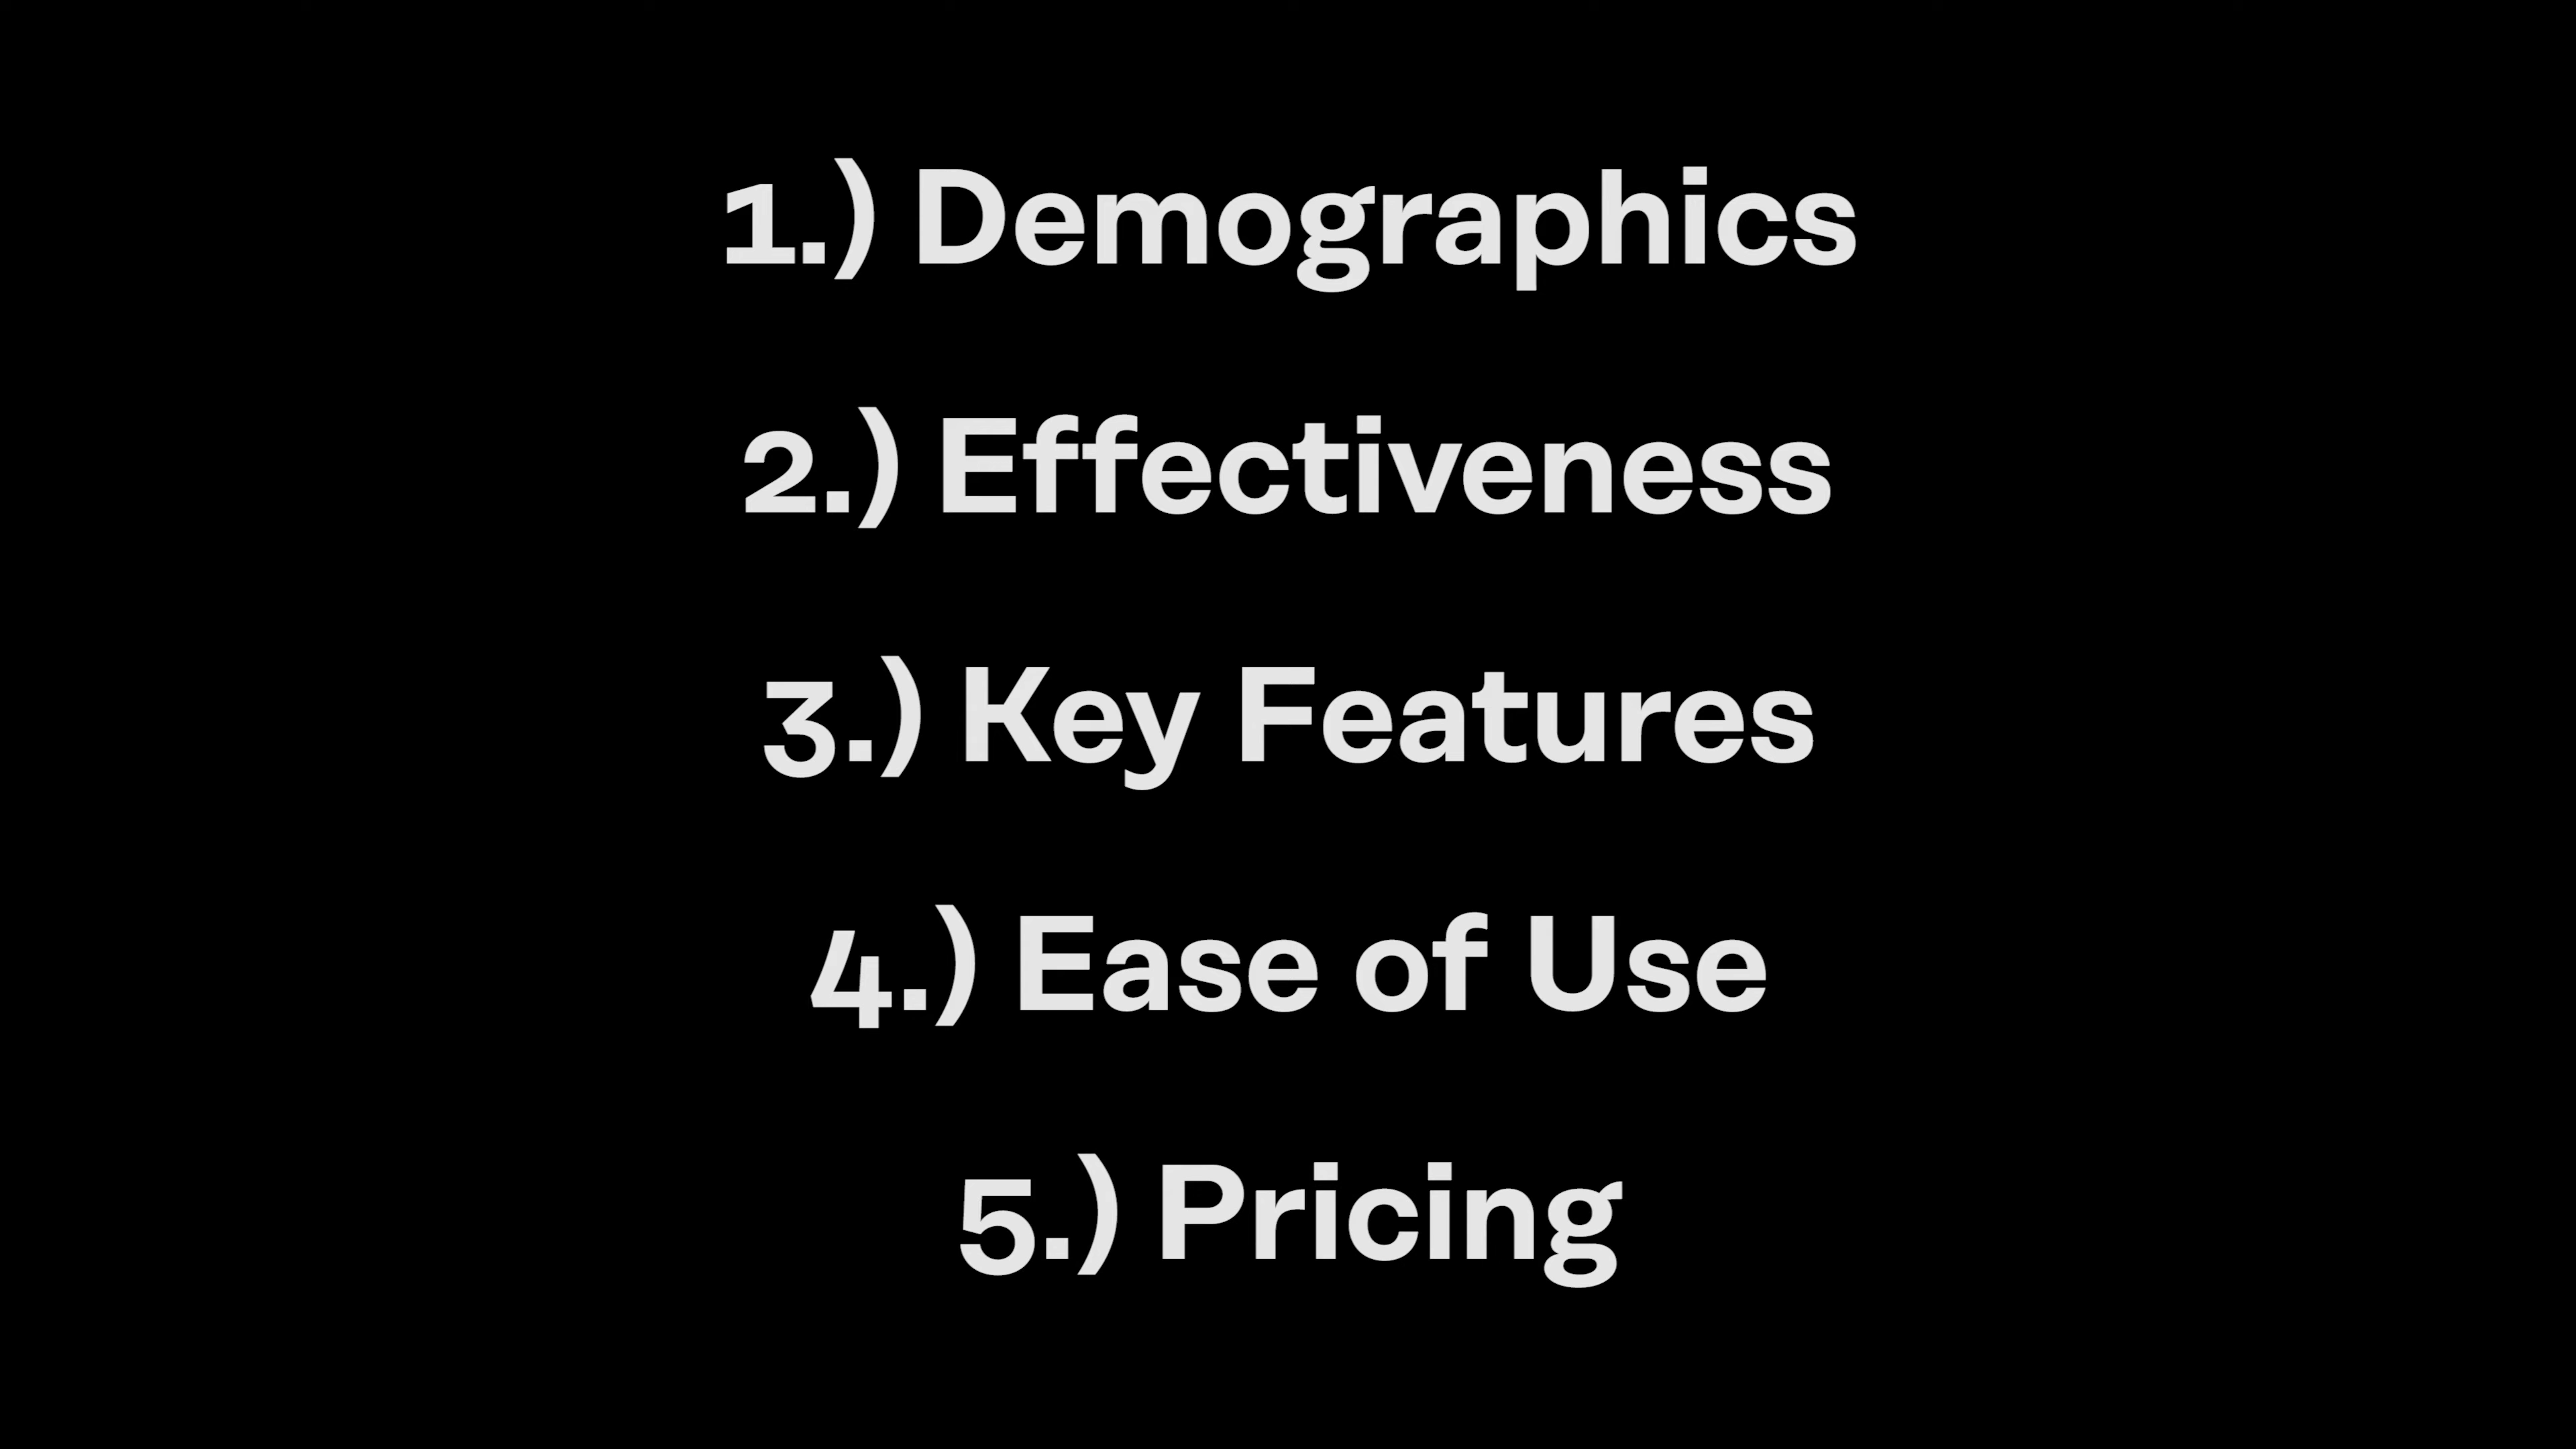 1.) Demographics
2.) Effectiveness
3.) Key Features
4.) Ease of Use
5.) Pricing